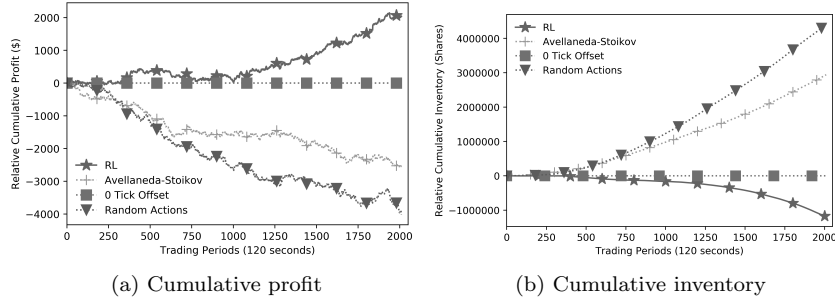 Relative Cumulative Profit ($)
2000
1000
0
−1000
−2000
−3000
−4000
RL
Avellaneda-Stoikov
0 Tick Offset
Random Actions
0
250
500
750
1000
1250
1500
1750
2000
Trading Periods (120 seconds)
(a) Cumulative profit
Relative Cumulative Inventory (Shares)
4000000
3000000
2000000
1000000
0
−1000000
RL
Avellaneda-Stoikov
0 Tick Offset
Random Actions
0
250
500
750
1000
1250
1500
1750
2000
Trading Periods (120 seconds)
(b) Cumulative inventory